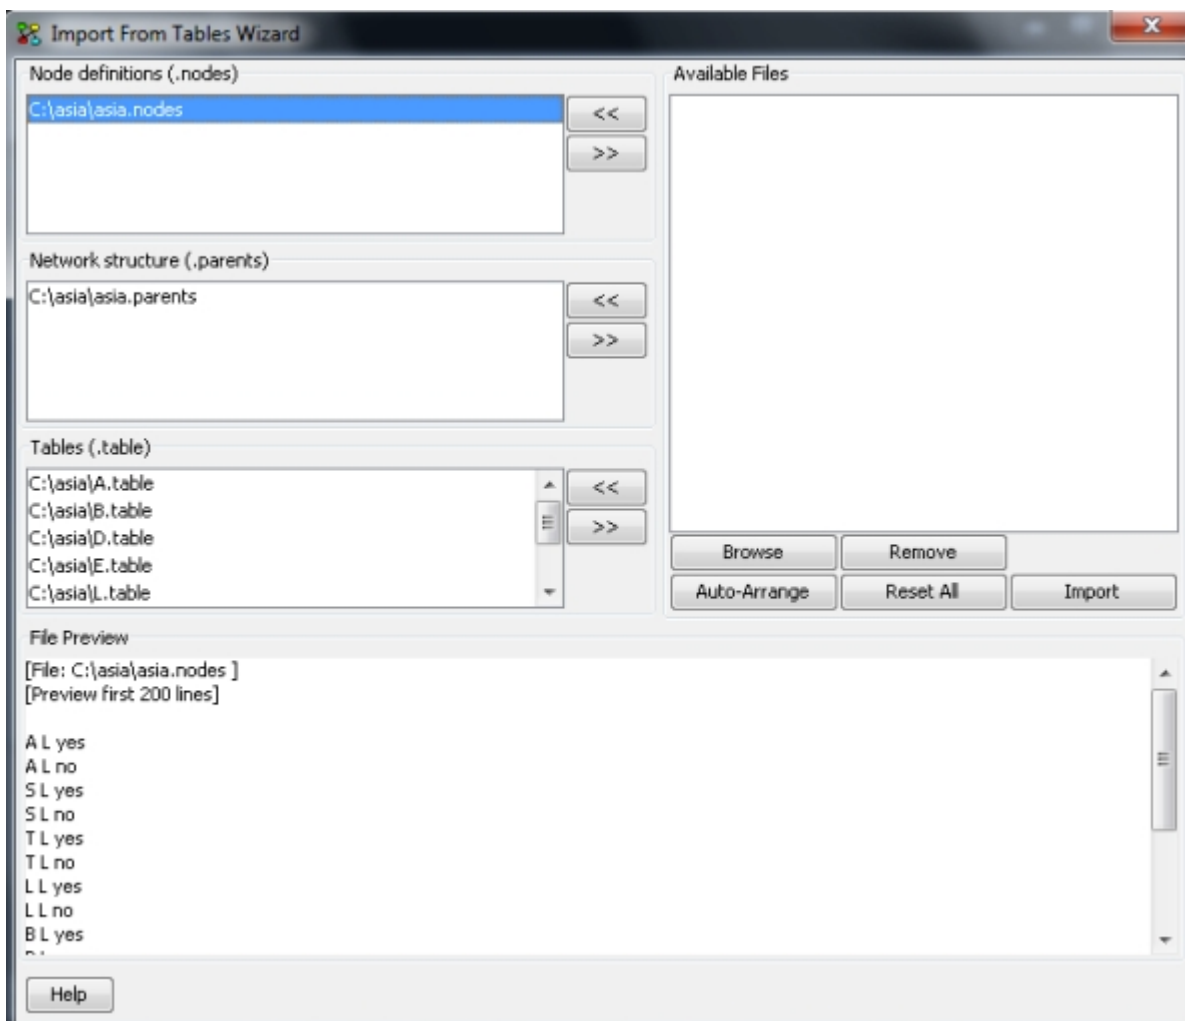 Import From Tables Wizard
Node definitions (.nodes)
C:\asia\asia.nodes
<<
>>
Network structure (.parents)
C:\asia\asia.parents
<<
>>
Tables (.table)
C:\asia\A.table
C:\asia\B.table
C:\asia\D.table
C:\asia\E.table
C:\asia\L.table
<<
>>
Available Files
Browse Remove
Auto-Arrange Reset All Import
File Preview
[File: C:\asia\asia.nodes ]
[Preview first 200 lines]
A L yes
A L no
S L yes
S L no
T L yes
T L no
L L yes
L L no
B L yes
Help